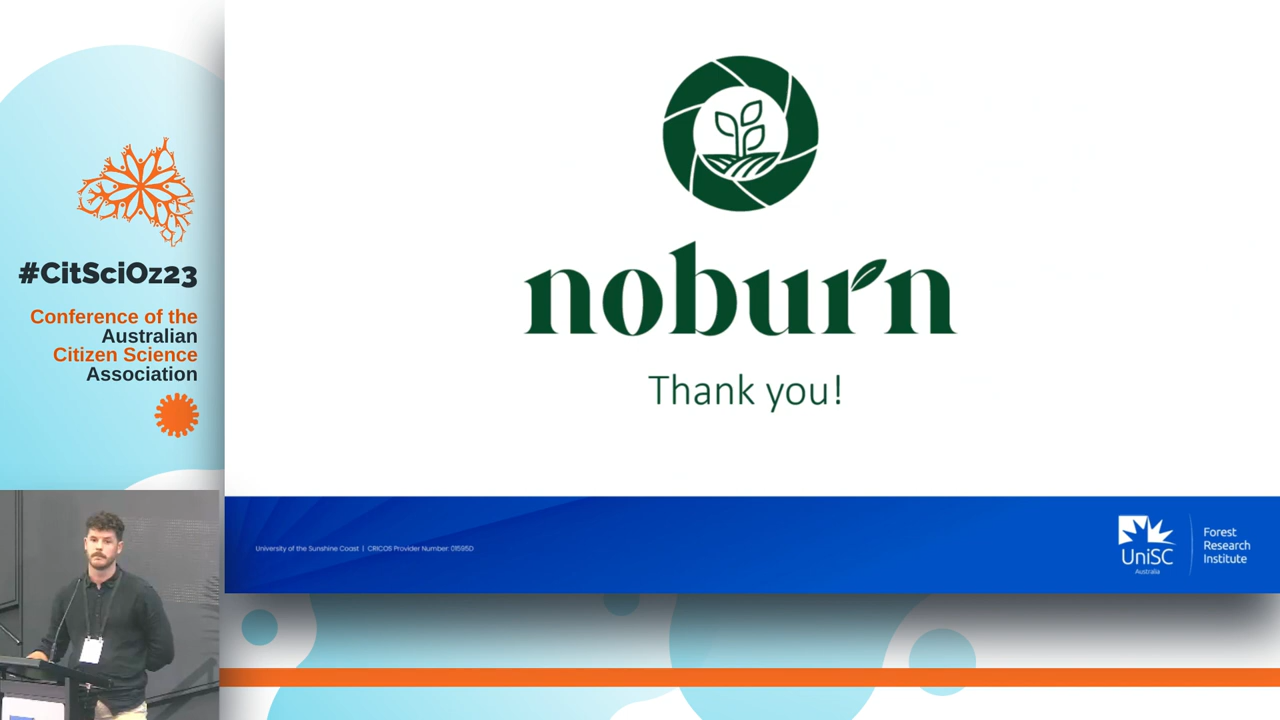 #CitSciOz23
Conference of the
Australian
Citizen Science
Association
noburn
Thank you!
University of the Sunshine Coast | CRICOS Provider Number: 01595D
UniSC
Australia
Forest
Research
Institute